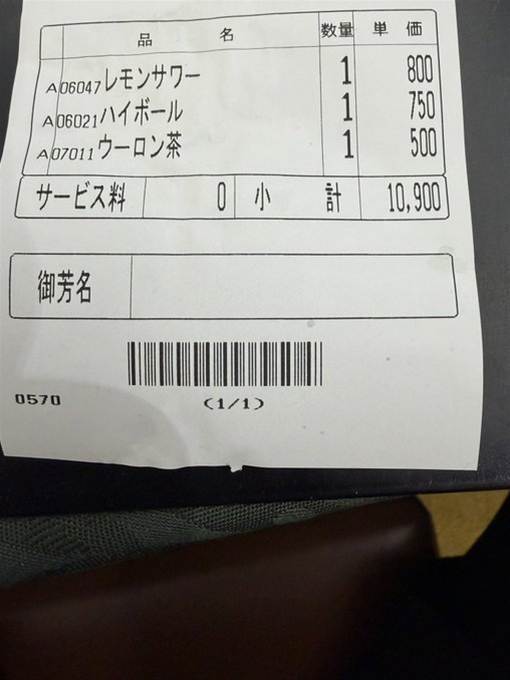 品 名 数量 単 価
A06047レモンサワー 1 800
A06021ハイボール 1 750
A07011ウーロン茶 1 500
サービス料 0 小 計 10,900
御芳名
0570 (1/1)